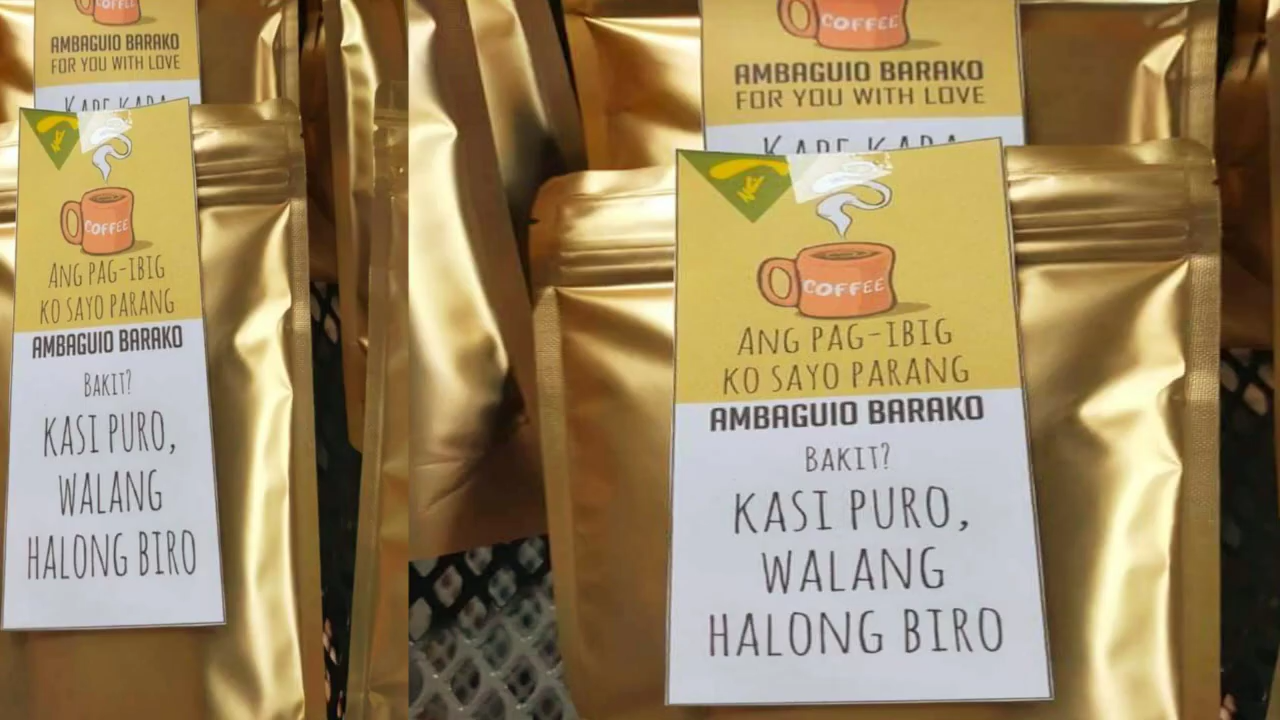 COFFEE
AMBAGUIO BARAKO
FOR YOU WITH LOVE
COFFEE
ANG PAG-IBIG
KO SAYO PARANG
AMBAGUIO BARAKO
BAKIT?
KASI PURO,
WALANG
HALONG BIRO
COFFEE
AMBAGUIO BARAKO
FOR YOU WITH LOVE
COFFEE
ANG PAG-IBIG
KO SAYO PARANG
AMBAGUIO BARAKO
BAKIT?
KASI PURO,
WALANG
HALONG BIRO